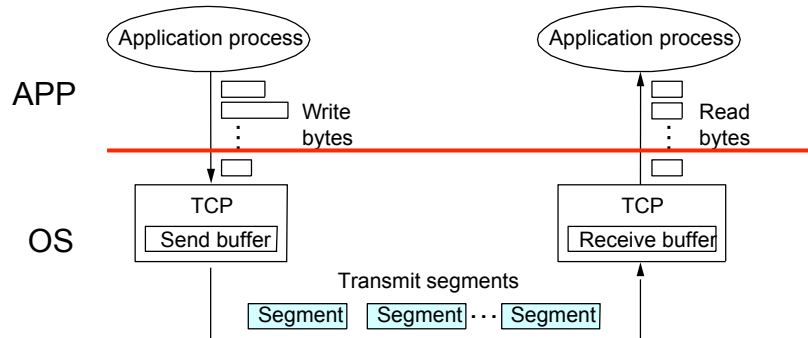 Application process
Application process
APP
Write
bytes
Read
bytes
TCP
TCP
OS
Send buffer
Receive buffer
Transmit segments
Segment
Segment
Segment